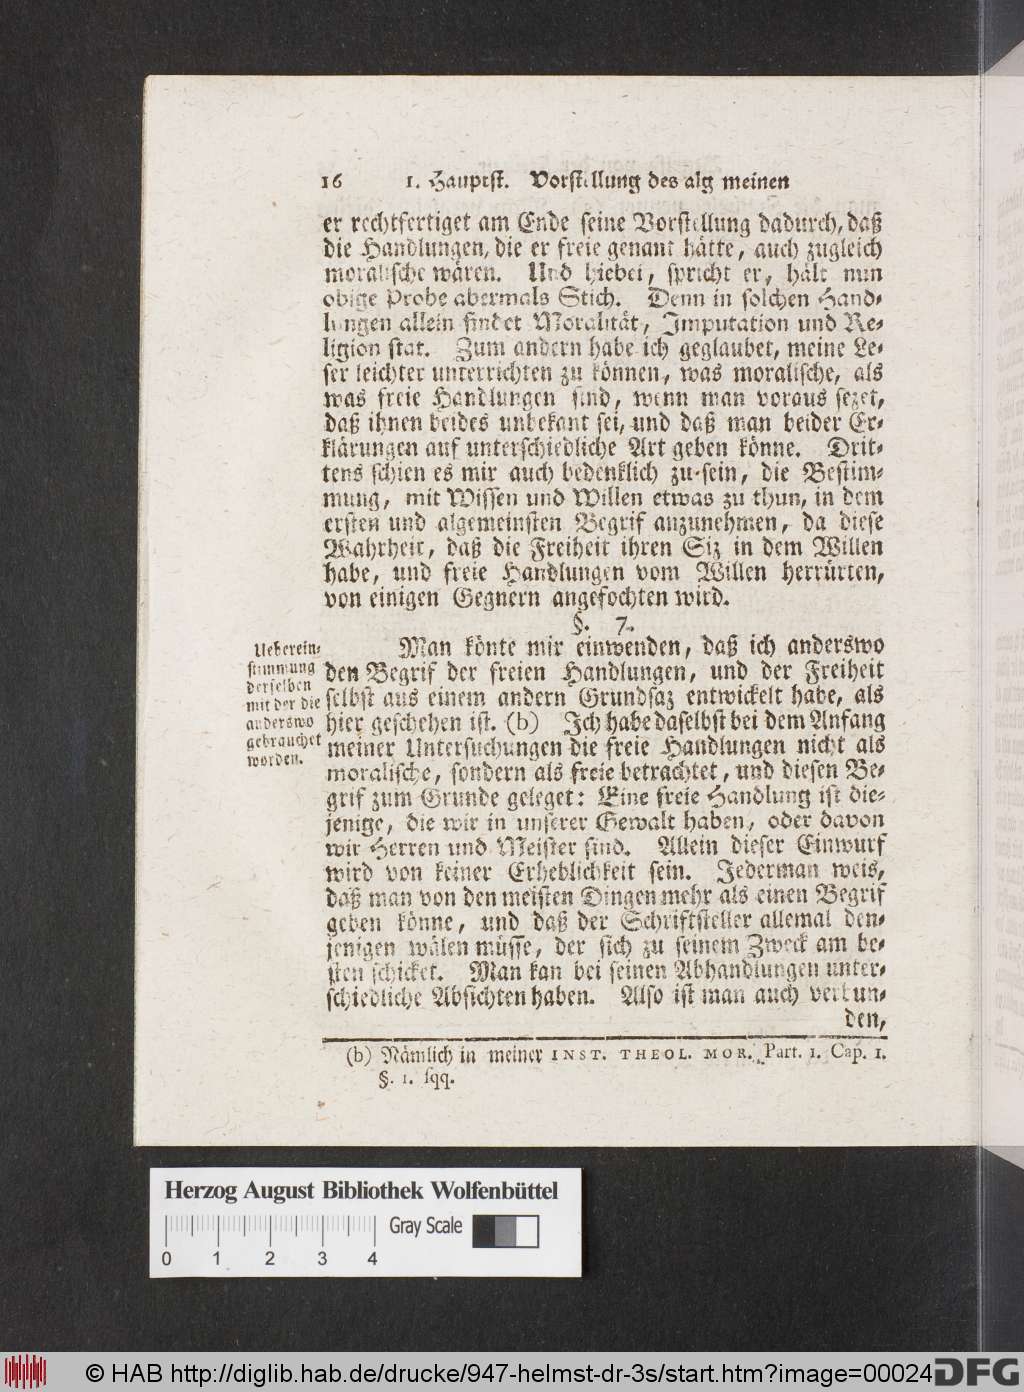 16 1. Hauptst. Vorstellung des alg meinen
er rechtfertiget am Ende seine Vorstellung dadurch, daß
die Handlungen, die er freie genant hätte, auch zugleich
moralische wären. Und hiebei, spricht er, hält nun
obige Probe abermals Stich. Denn in solchen Hand-
lungen allein findet Moralität, Imputation und Re-
ligion stat. Zum andern habe ich geglaubet, meine Le-
ser leichter unterrichten zu können, was moralische, als
was freie Handlungen sind, wenn man voraus sezet,
daß ihnen beides unbekant sei, und daß man beider Er-
klärungen auf unterschiedliche Art geben könne. Drit-
tens schien es mir auch bedenklich zu sein, die Bestim-
mung, mit Wissen und Willen etwas zu thun, in dem
ersten und algemeinsten Begrif anzunehmen, da diese
Wahrheit, daß die Freiheit ihren Siz in dem Willen
habe, und freie Handlungen vom Willen herrürten,
von einigen Gegnern angefochten wird.
§. 7.
Ueberein-
stimmung
derselben
mit der die
anderswo
gebrauchet
worden.
Man könte mir einwenden, daß ich anderswo
den Begrif der freien Handlungen, und der Freiheit
selbst aus einem andern Grundsaz entwickelt habe, als
hier geschehen ist. (b) Ich habe daselbst bei dem Anfang
meiner Untersuchungen die freie Handlungen nicht als
moralische, sondern als freie betrachtet, und diesen Be-
grif zum Grunde geleget: Eine freie Handlung ist die-
jenige, die wir in unserer Gewalt haben, oder davon
wir Herren und Meister sind. Allein dieser Einwurf
wird von keiner Erheblichkeit sein. Jederman weis,
daß man von den meisten Dingen mehr als einen Begrif
geben könne, und daß der Schriftsteller allemal den-
jenigen wälen müsse, der sich zu seinem Zweck am be-
sten schicket. Man kan bei seinen Abhandlungen unter-
schiedliche Absichten haben. Also ist man auch verbun-
den,
(b) Nämlich in meiner INST. THEOL. MOR. Part. 1. Cap. 1.
§. 1. sqq.
Herzog August Bibliothek Wolfenbüttel
Gray Scale
0 1 2 3 4
© HAB http://diglib.hab.de/drucke/947-helmst-dr-3s/start.htm?image=00024 DFG